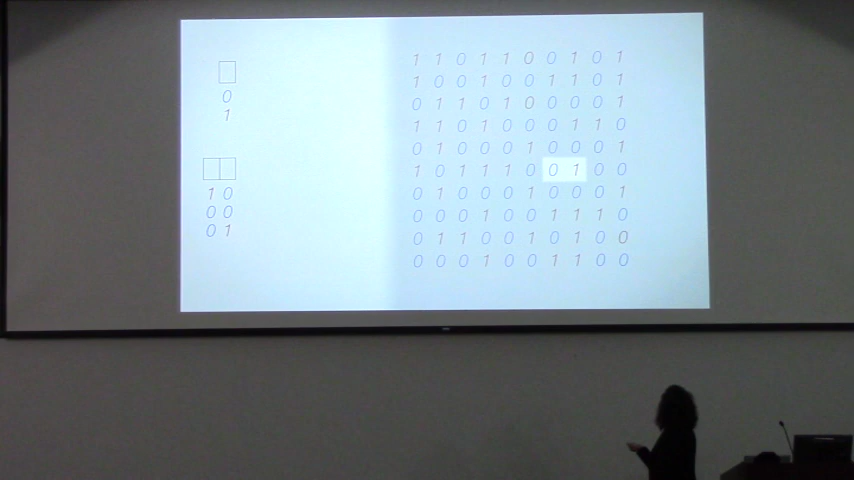 0
1
1 0
0 0
0 1
1 1 0 1 1 0 0 1 0 1
1 0 0 1 0 0 1 1 0 1
0 1 1 0 1 0 0 0 0 1
1 1 0 1 0 0 0 1 1 0
0 1 0 0 0 1 0 0 0 1
1 0 1 1 1 0 0 1 0 0
0 1 0 0 0 1 0 0 0 1
0 0 0 1 0 0 1 1 1 0
0 1 1 0 0 1 0 1 0 0
0 0 0 1 0 0 1 1 0 0